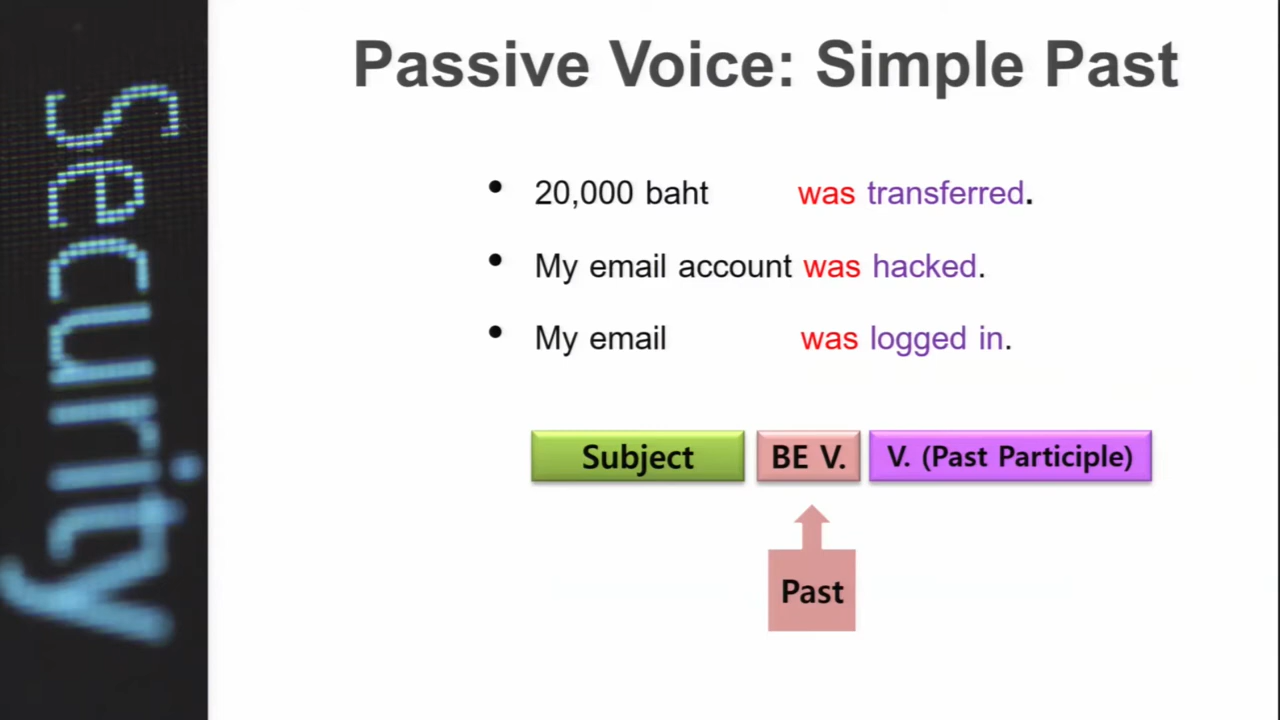 Security
Passive Voice: Simple Past
• 20,000 baht was transferred.
• My email account was hacked.
• My email was logged in.
Subject BE V. V. (Past Participle)
Past